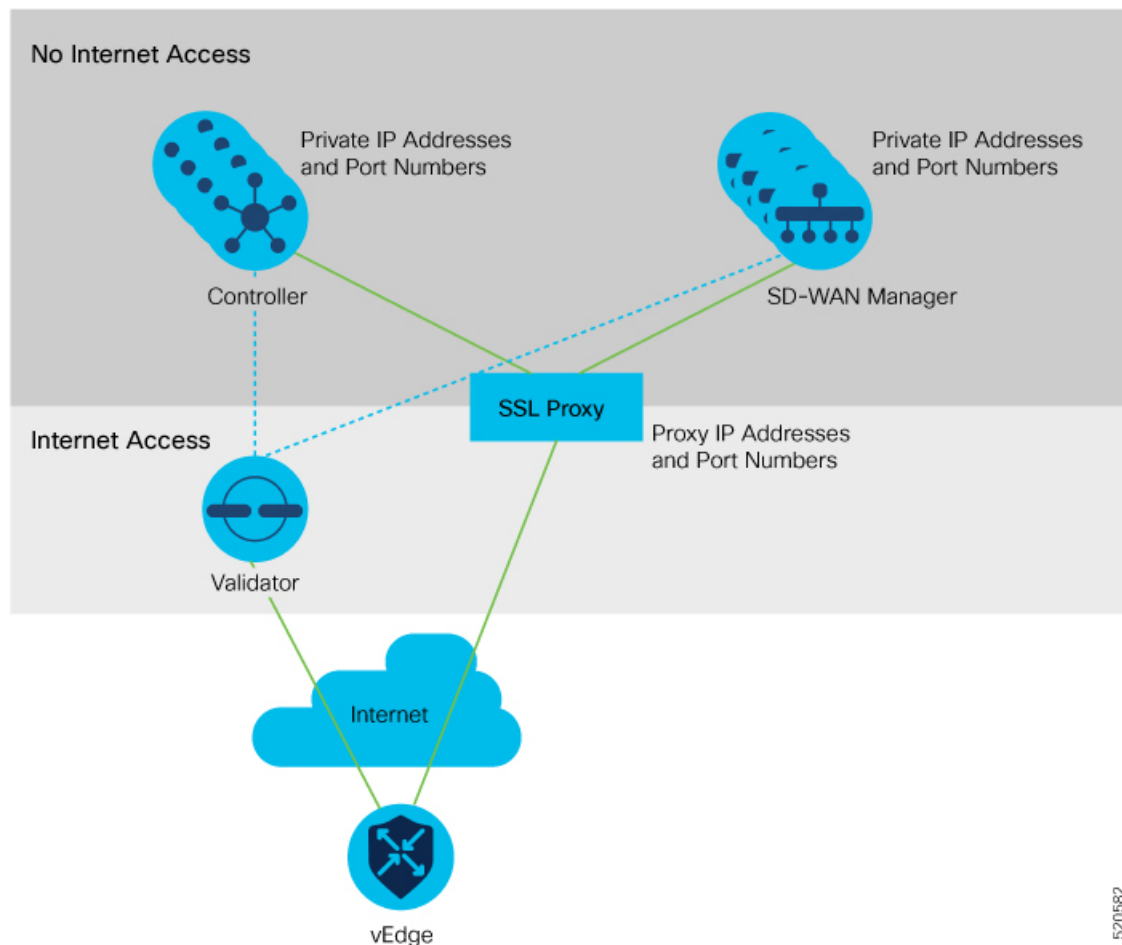 No Internet Access
Private IP Addresses
and Port Numbers
Private IP Addresses
and Port Numbers
Controller
SD-WAN Manager
SSL Proxy
Internet Access
Proxy IP Addresses
and Port Numbers
Validator
Internet
vEdge
520582